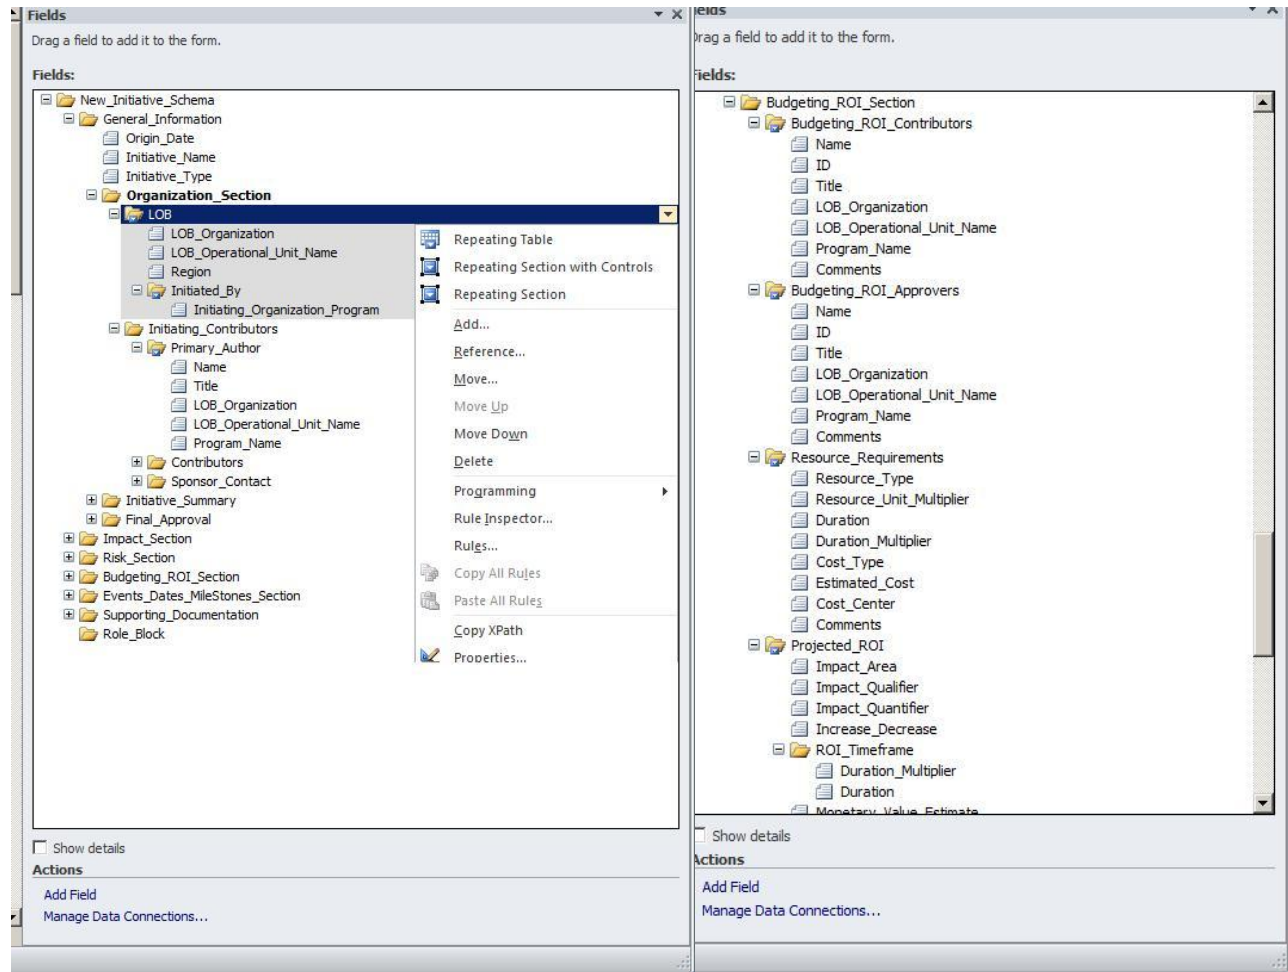 Fields
Drag a field to add it to the form.
Fields:
New_Initiative_Schema
General_Information
Origin_Date
Initiative_Name
Initiative_Type
Organization_Section
LOB
LOB_Organization
LOB_Operational_Unit_Name
Region
Initiated_By
Initiating_Organization_Program
Initiating_Contributors
Primary_Author
Name
Title
LOB_Organization
LOB_Operational_Unit_Name
Program_Name
Contributors
Sponsor_Contact
Initiative_Summary
Final_Approval
Impact_Section
Risk_Section
Budgeting_ROI_Section
Events_Dates_MileStones_Section
Supporting_Documentation
Role_Block
Repeating Table
Repeating Section with Controls
Repeating Section
Add...
Reference...
Move...
Move Up
Move Down
Delete
Programming
Rule Inspector...
Rules...
Copy All Rules
Paste All Rules
Copy XPath
Properties...
Show details
Actions
Add Field
Manage Data Connections...
ields
rag a field to add it to the form.
ields:
Budgeting_ROI_Section
Budgeting_ROI_Contributors
Name
ID
Title
LOB_Organization
LOB_Operational_Unit_Name
Program_Name
Comments
Budgeting_ROI_Approvers
Name
ID
Title
LOB_Organization
LOB_Operational_Unit_Name
Program_Name
Comments
Resource_Requirements
Resource_Type
Resource_Unit_Multiplier
Duration
Duration_Multiplier
Cost_Type
Estimated_Cost
Cost_Center
Comments
Projected_ROI
Impact_Area
Impact_Qualifier
Impact_Quantifier
Increase_Decrease
ROI_Timeframe
Duration_Multiplier
Duration
Monetary_Value_Estimate
Show details
Actions
Add Field
Manage Data Connections...